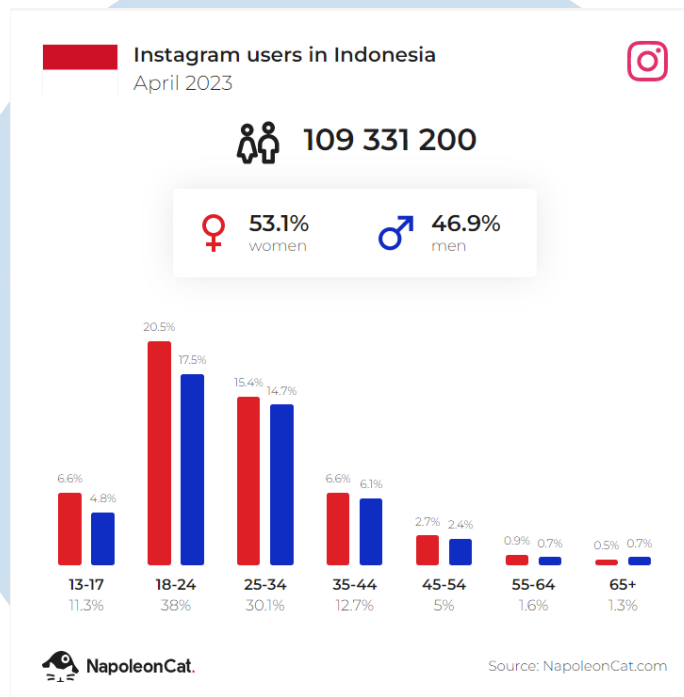 Instagram users in Indonesia
April 2023
109 331 200
53.1%
women
46.9%
men
20.5%
17.5%
15.4%
14.7%
6.6%
4.8%
6.6%
6.1%
2.7%
2.4%
0.9%
0.7%
0.5%
0.7%
13-17 18-24 25-34 35-44 45-54 55-64 65+
11.3% 38% 30.1% 12.7% 5% 1.6% 1.3%
NapoleonCat.
Source: NapoleonCat.com